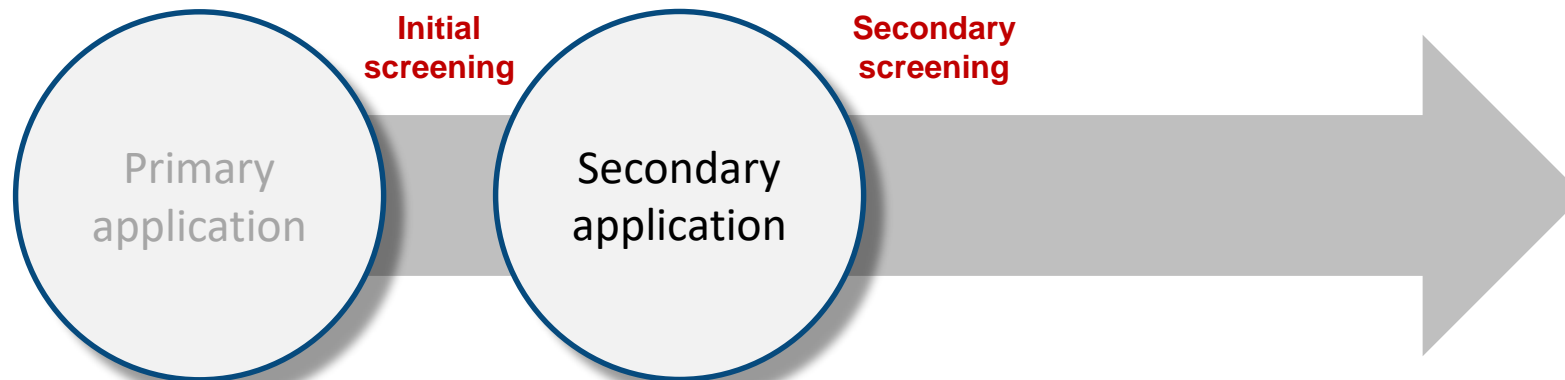 Primary
application
Initial
screening
Secondary
application
Secondary
screening